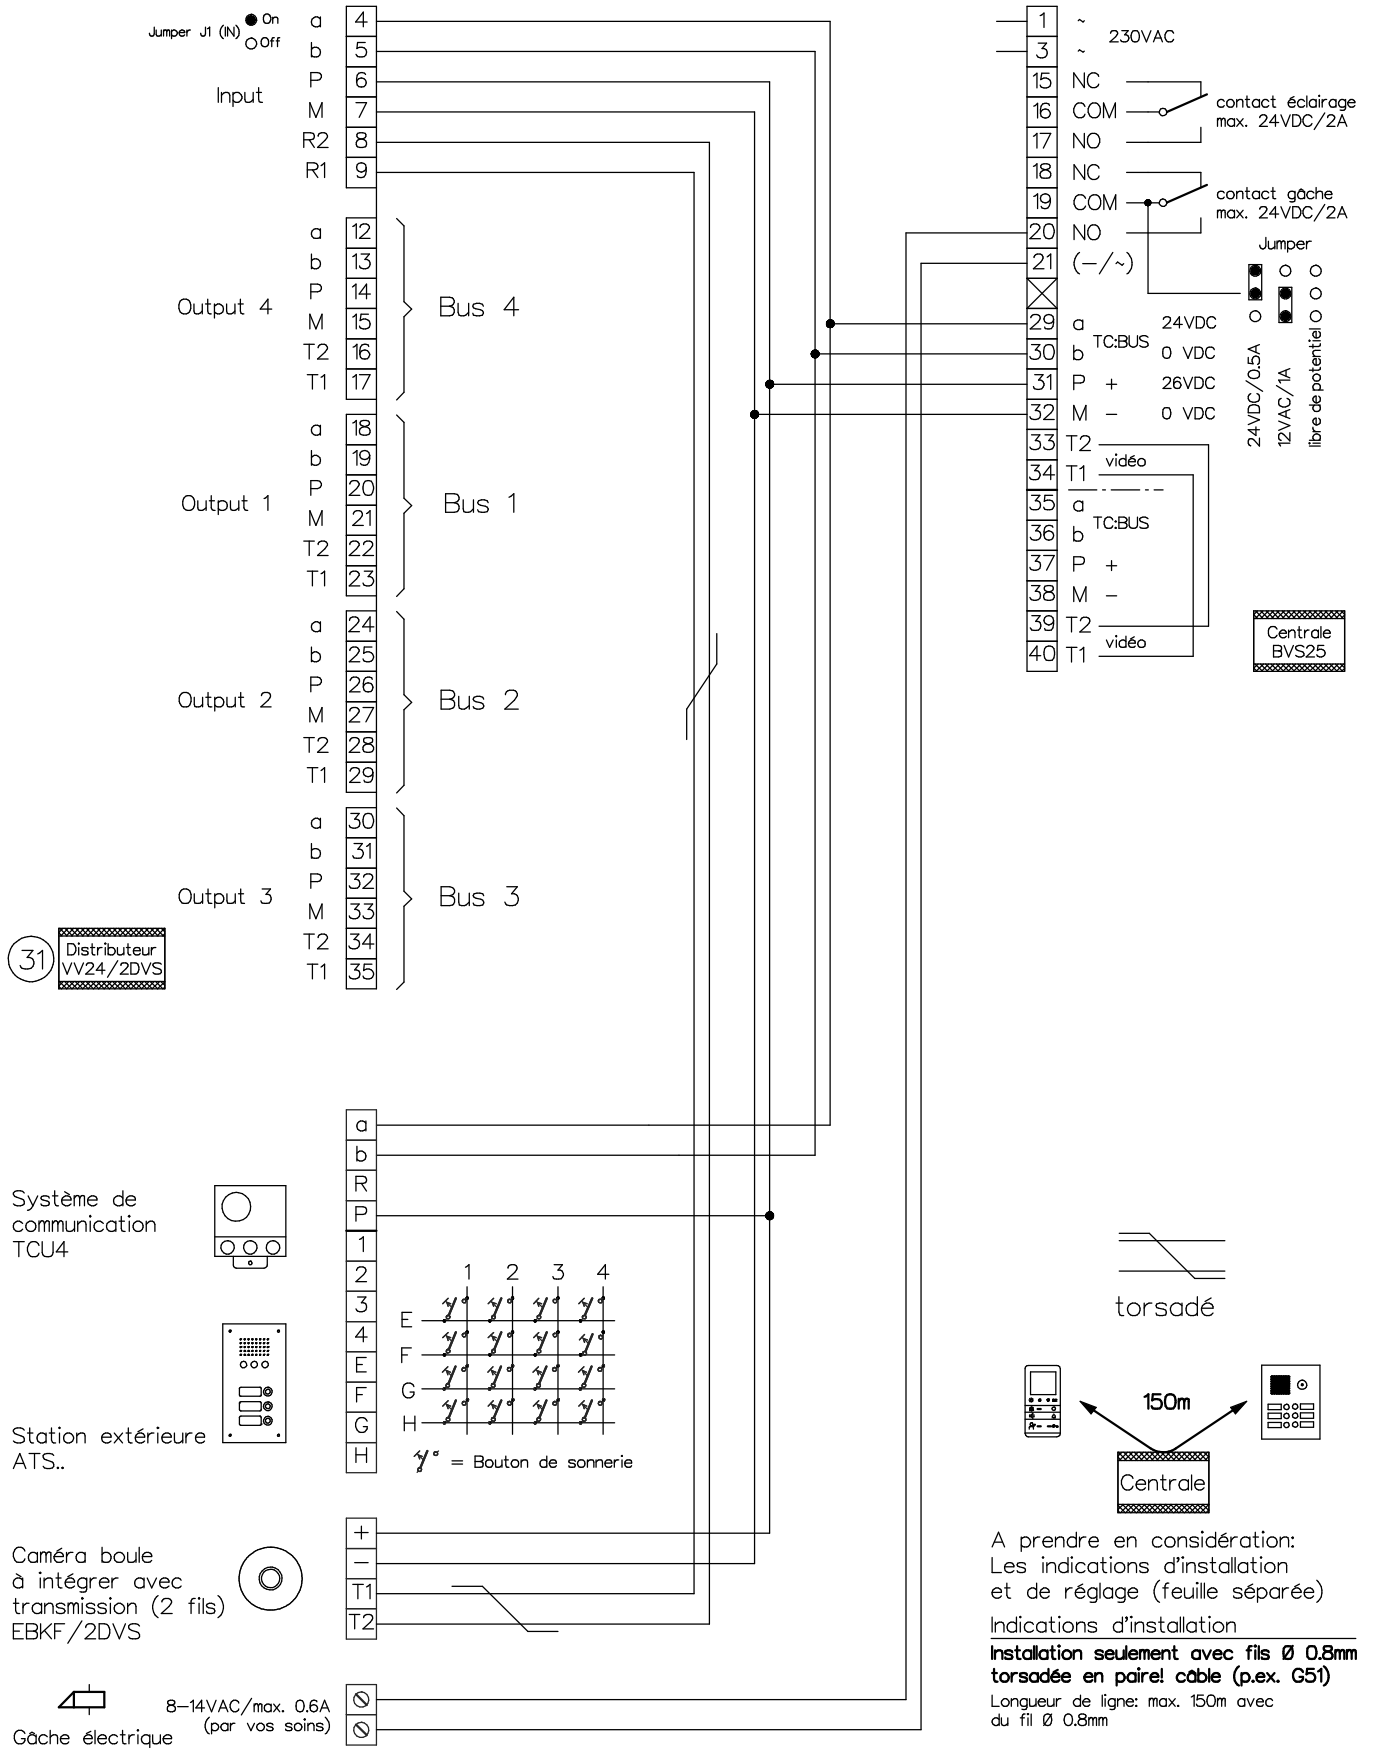 Jumper J1 (IN)
On
Off
Input
a 4
b 5
P 6
M 7
R2 8
R1 9
Output 4
a 12
b 13
P 14
M 15
T2 16
T1 17
Bus 4
Output 1
a 18
b 19
P 20
M 21
T2 22
T1 23
Bus 1
Output 2
a 24
b 25
P 26
M 27
T2 28
T1 29
Bus 2
Output 3
a 30
b 31
P 32
M 33
T2 34
T1 35
Bus 3
31
Distributeur
VV24/2DVS
1 ~
3 ~
230VAC
15 NC
16 COM
17 NO
contact éclairage
max. 24VDC/2A
18 NC
19 COM
20 NO
contact gâche
max. 24VDC/2A
21 (-/~)
Jumper
24VDC/0.5A
12VAC/1A
libre de potentiel
29 a 24VDC
TC:BUS
30 b 0 VDC
31 P + 26VDC
32 M - 0 VDC
33 T2
vidéo
34 T1
35 a
TC:BUS
36 b
37 P +
38 M -
39 T2
vidéo
40 T1
Centrale
BVS25
Système de
communication
TCU4
Station extérieure
ATS..
a
b
R
P
1
2
3
4
E
F
G
H
1 2 3 4
E
F
G
H
= Bouton de sonnerie
Caméra boule
à intégrer avec
transmission (2 fils)
EBKF/2DVS
+
-
T1
T2
Gâche électrique
8-14VAC/max. 0.6A
(par vos soins)
torsadé
150m
Centrale
A prendre en considération:
Les indications d'installation
et de réglage (feuille séparée)
Indications d'installation
Installation seulement avec fils Ø 0.8mm
torsadée en paire! câble (p.ex. G51)
Longueur de ligne: max. 150m avec
du fil Ø 0.8mm